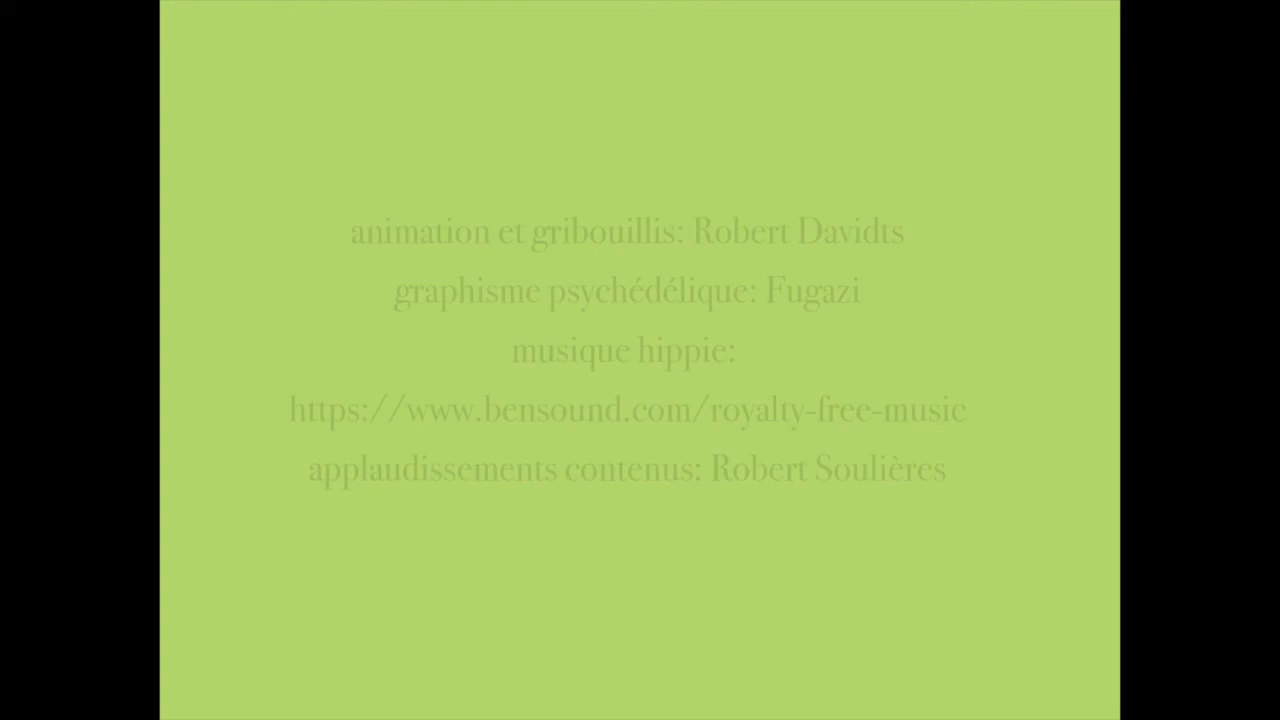 animation et gribouillis: Robert Davidts
graphisme psychédélique: Fugazi
musique hippie:
https://www.bensound.com/royalty-free-music
applaudissements contenus: Robert Soulières